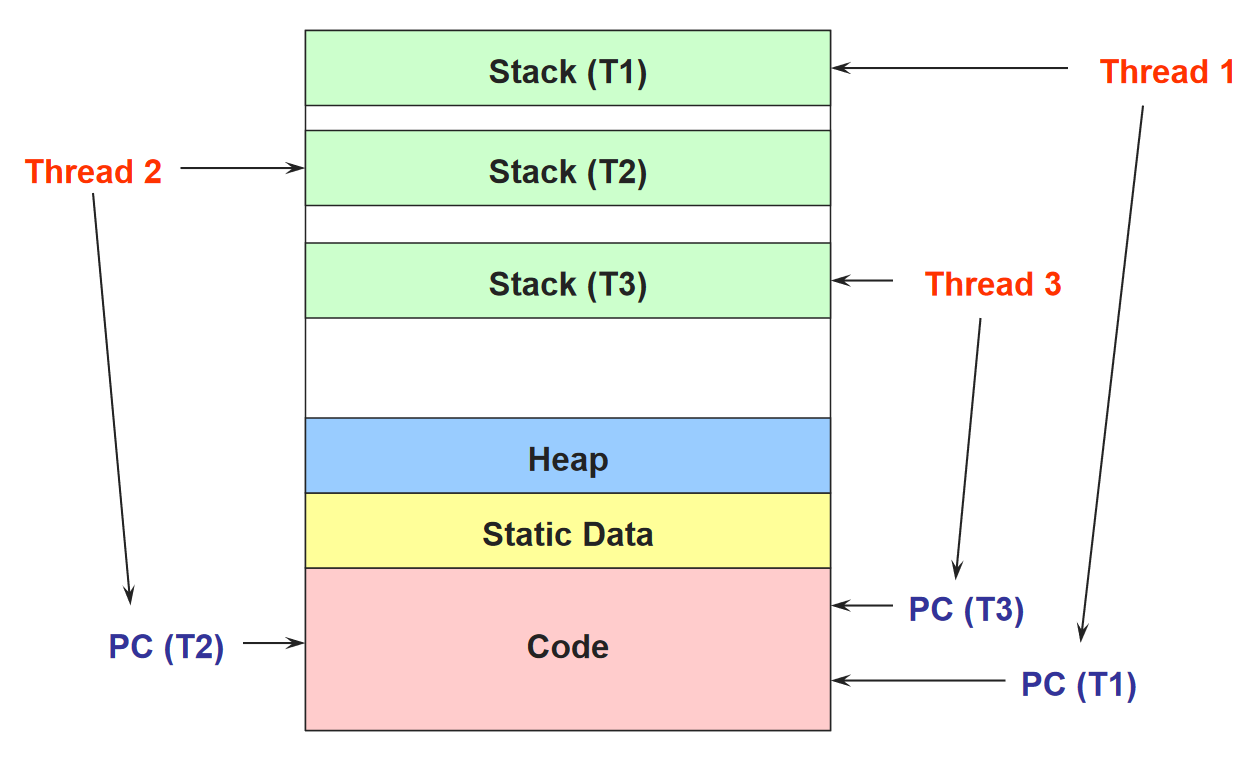 Stack (T1)
Thread 1
Thread 2
Stack (T2)
Stack (T3)
Thread 3
Heap
Static Data
PC (T3)
PC (T2)
Code
PC (T1)